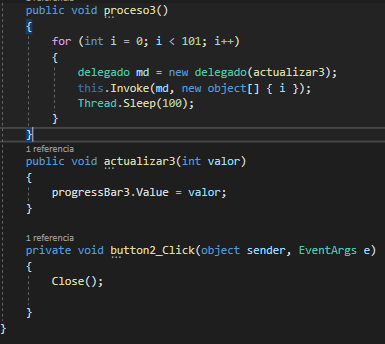 public void proceso3()
{
for (int i = 0; i < 101; i++)
{
delegado md = new delegado(actualizar3);
this.Invoke(md, new object[] { i });
Thread.Sleep(100);
}
}
1 referencia
public void actualizar3(int valor)
{
progressBar3.Value = valor;
}
1 referencia
private void button2_Click(object sender, EventArgs e)
{
Close();
}
}